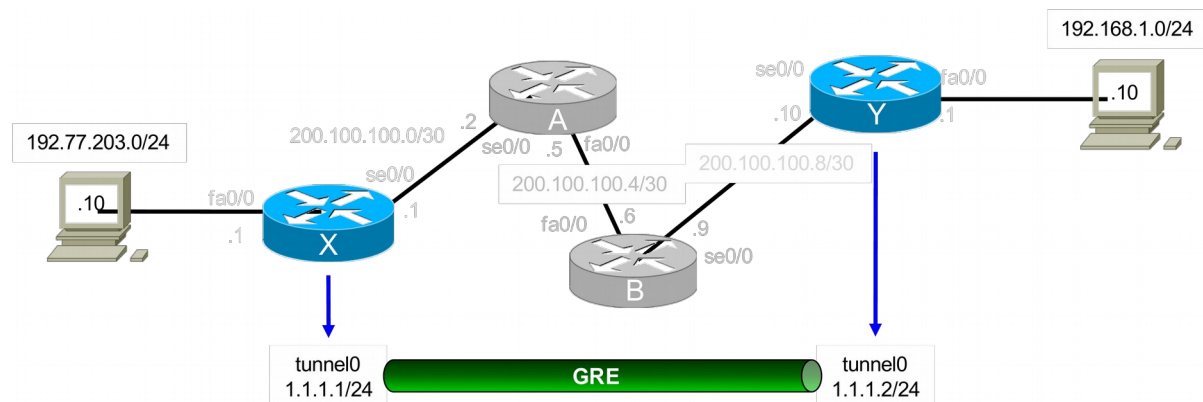 192.168.1.0/24
se0/0
fa0/0
.10
Y
.10
.1
A
.2
200.100.100.0/30
se0/0
.5
fa0/0
192.77.203.0/24
200.100.100.8/30
200.100.100.4/30
se0/0
fa0/0
.10
.1
.1
X
fa0/0
.6
.9
se0/0
B
tunnel0
1.1.1.1/24
GRE
tunnel0
1.1.1.2/24